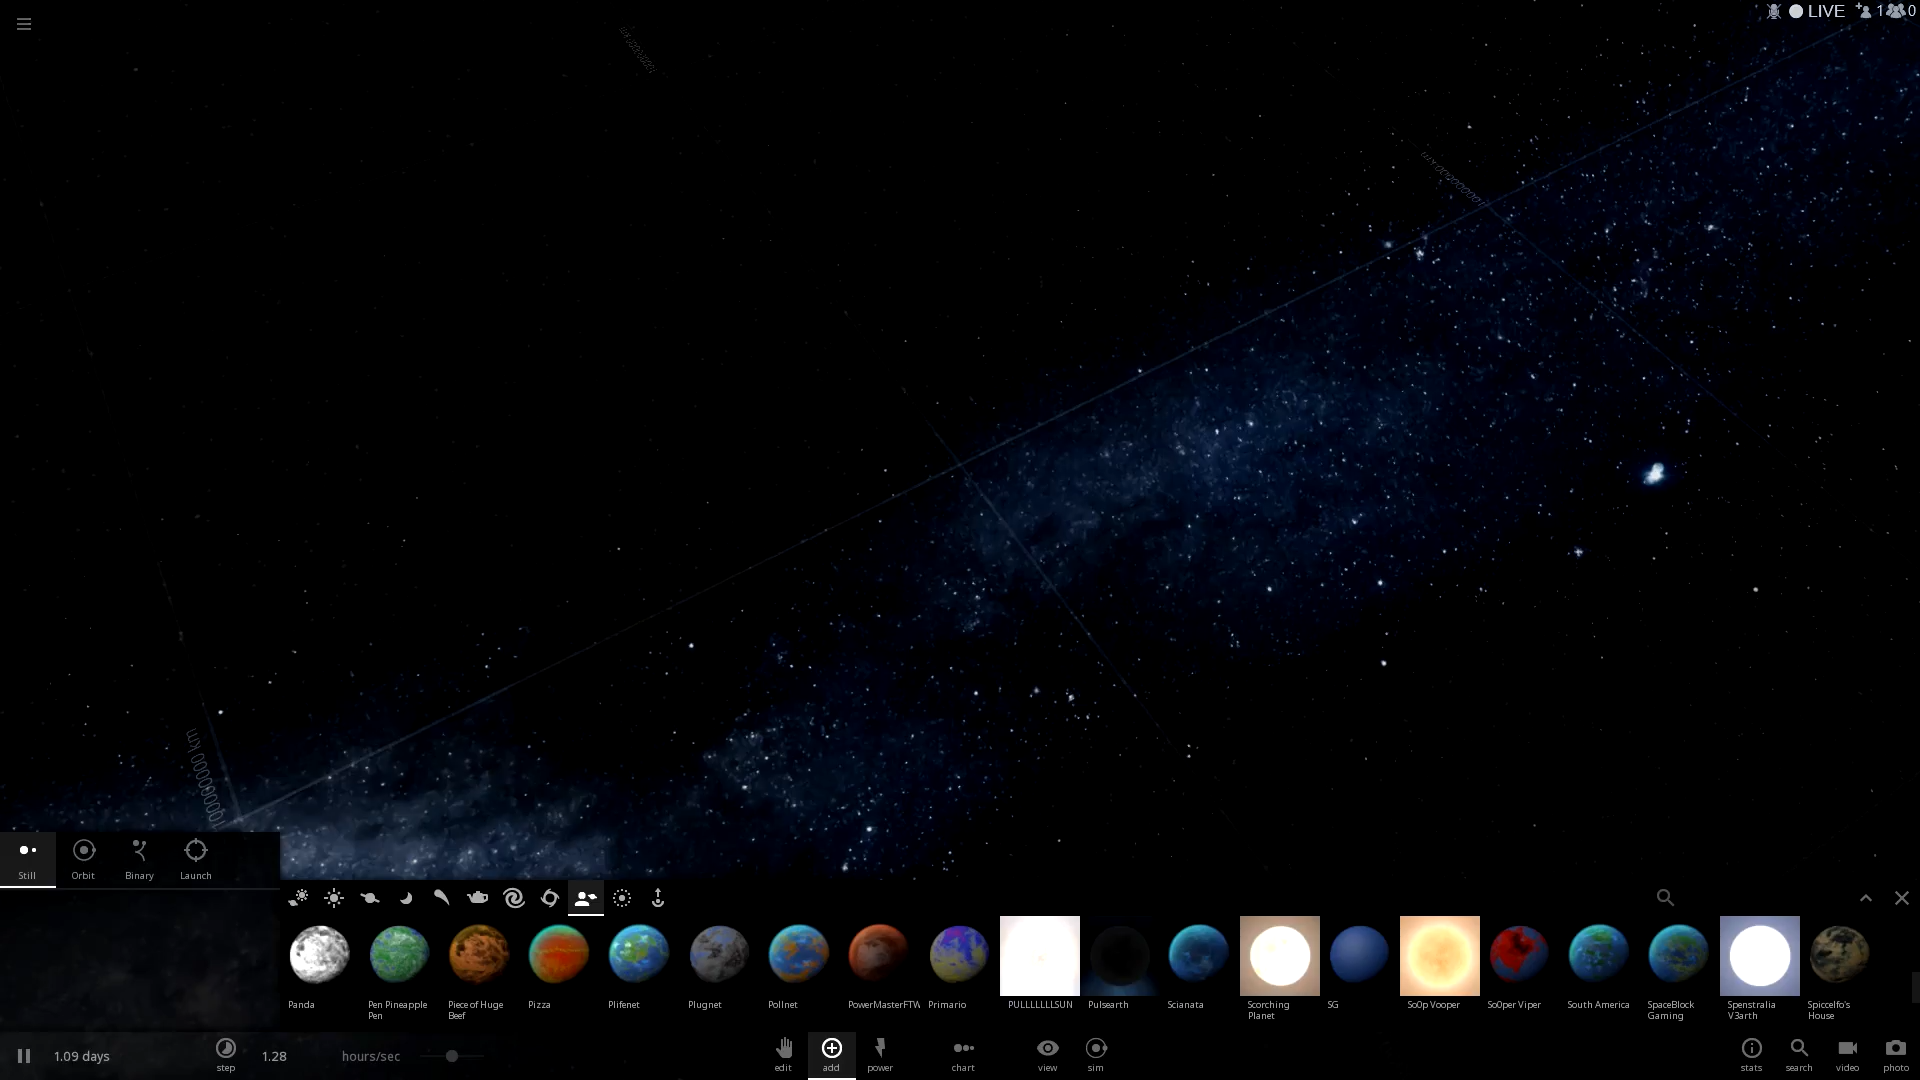 LIVE 1 0
1000000000 km
Still Orbit Binary Launch
Panda
Pen Pineapple Pen
Piece of Huge Beef
Pizza
Plifenet
Plugnet
Pollnet
PowerMasterFTW
Primario
PULLLLLLLSUN
Pulsearth
Scianata
Scorching Planet
SG
So0p Vooper
So0per Viper
South America
SpaceBlock Gaming
Spenstralia V3arth
Spiccelfo's House
1.09 days
step
1.28 hours/sec
edit add power chart view sim
stats search video photo